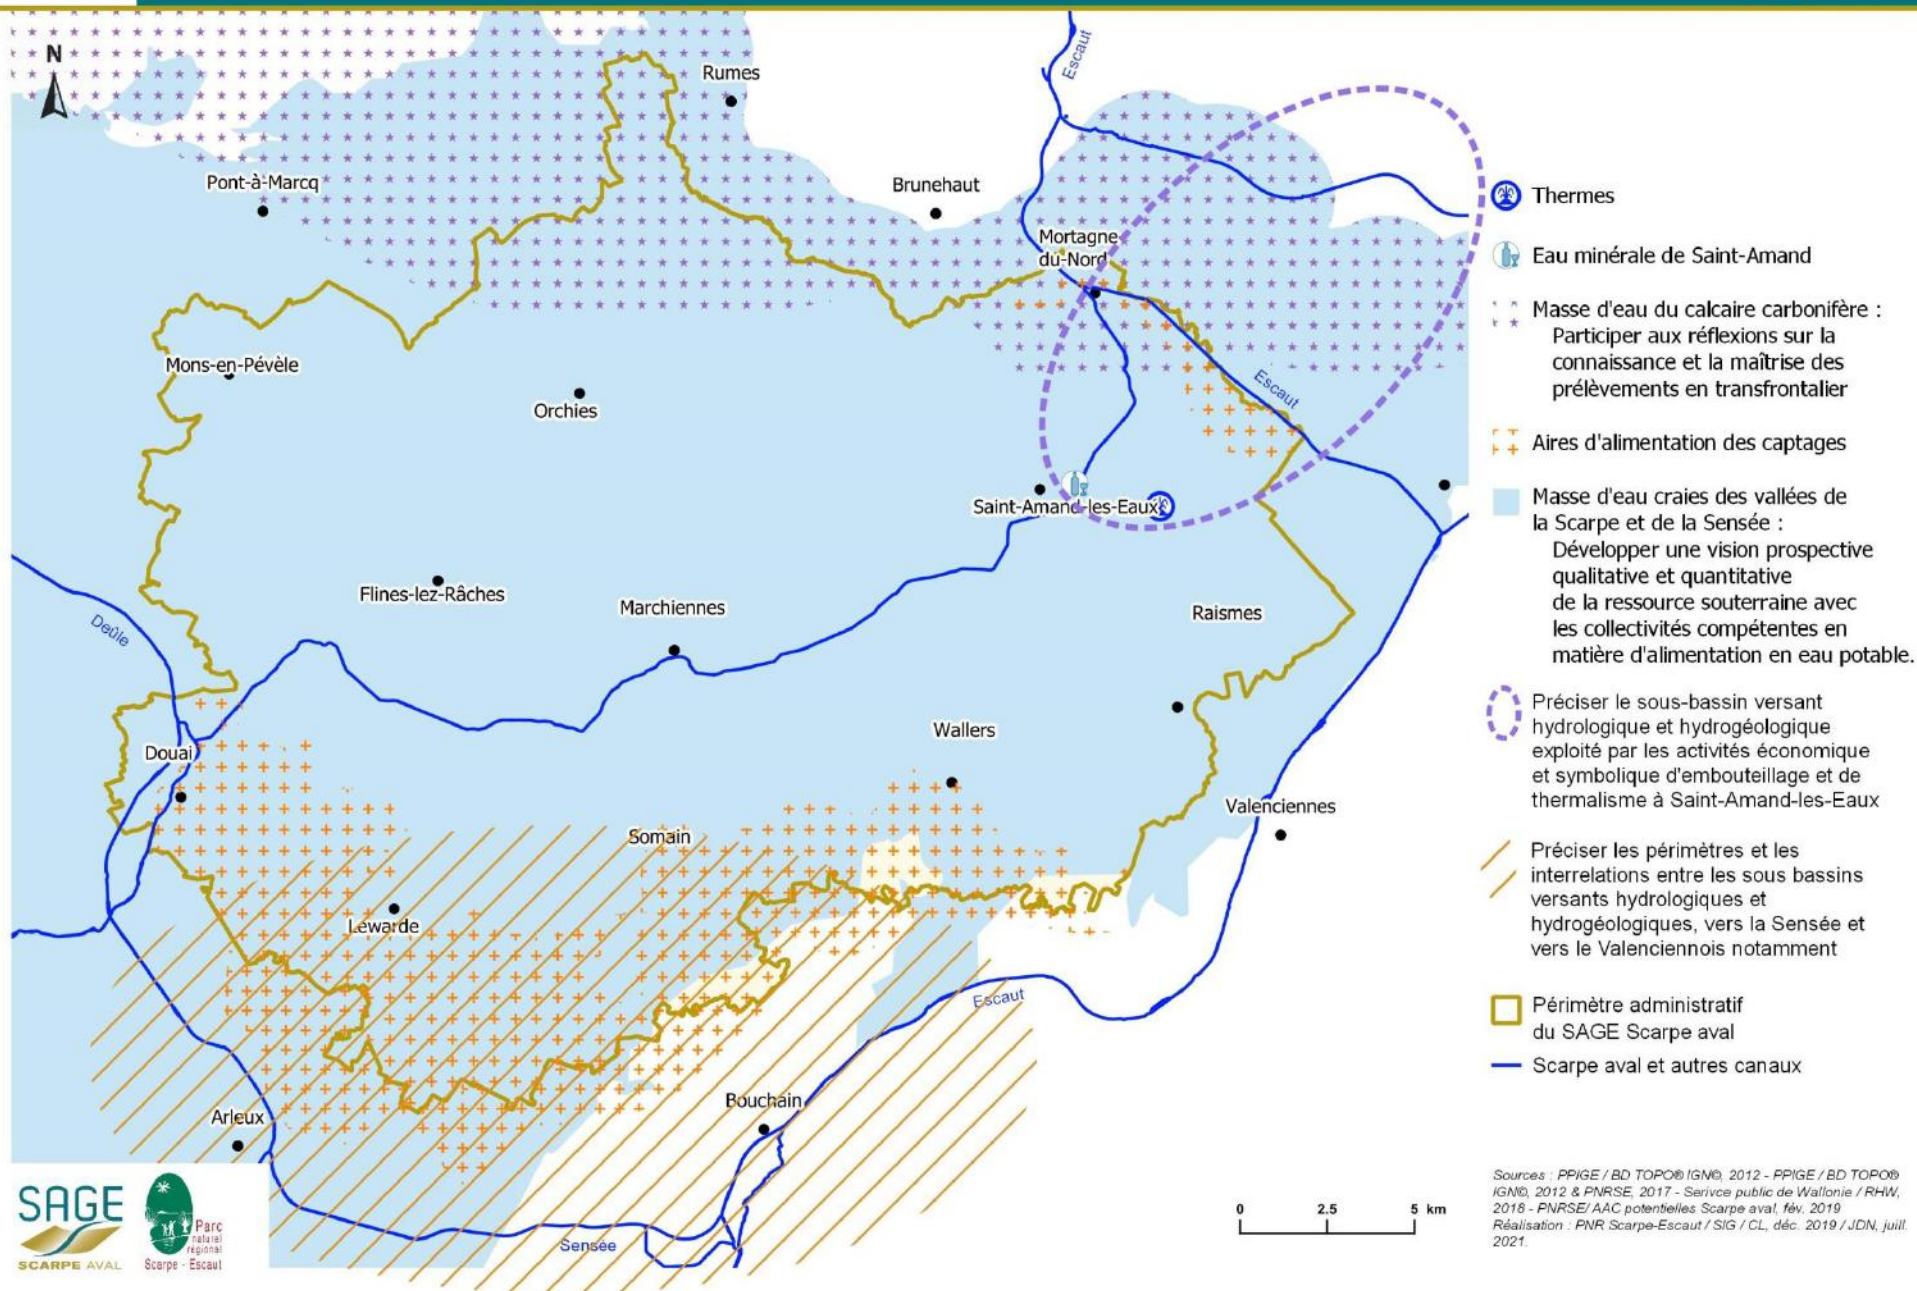 N
Escaut
Rumes
Pont-à-Marcq
Brunehaut
Mortagne
du-Nord
Mons-en-Pévèle
Orchies
Escaut
Saint-Amand-les-Eaux
Flines-lez-Râches
Marchiennes
Raismes
Deûle
Douai
Wallers
Valenciennes
Somain
Lewarde
Escaut
Bouchain
Arleux
Sensée
Thermes
Eau minérale de Saint-Amand
Masse d'eau du calcaire carbonifère :
Participer aux réflexions sur la
connaissance et la maîtrise des
prélèvements en transfrontalier
Aires d'alimentation des captages
Masse d'eau craies des vallées de
la Scarpe et de la Sensée :
Développer une vision prospective
qualitative et quantitative
de la ressource souterraine avec
les collectivités compétentes en
matière d'alimentation en eau potable.
Préciser le sous-bassin versant
hydrologique et hydrogéologique
exploité par les activités économique
et symbolique d'embouteillage et de
thermalisme à Saint-Amand-les-Eaux
Préciser les périmètres et les
interrelations entre les sous bassins
versants hydrologiques et
hydrogéologiques, vers la Sensée et
vers le Valenciennois notamment
Périmètre administratif
du SAGE Scarpe aval
Scarpe aval et autres canaux
SAGE
SCARPE AVAL
Parc
naturel
régional
Scarpe - Escaut
0 2.5 5 km
Sources : PPIGE / BD TOPO® IGN©, 2012 - PPIGE / BD TOPO®
IGN©, 2012 & PNRSE, 2017 - Serivce public de Wallonie / RHW,
2018 - PNRSE/ AAC potentielles Scarpe aval, fév. 2019
Réalisation : PNR Scarpe-Escaut / SIG / CL, déc. 2019 / JDN, juill.
2021.